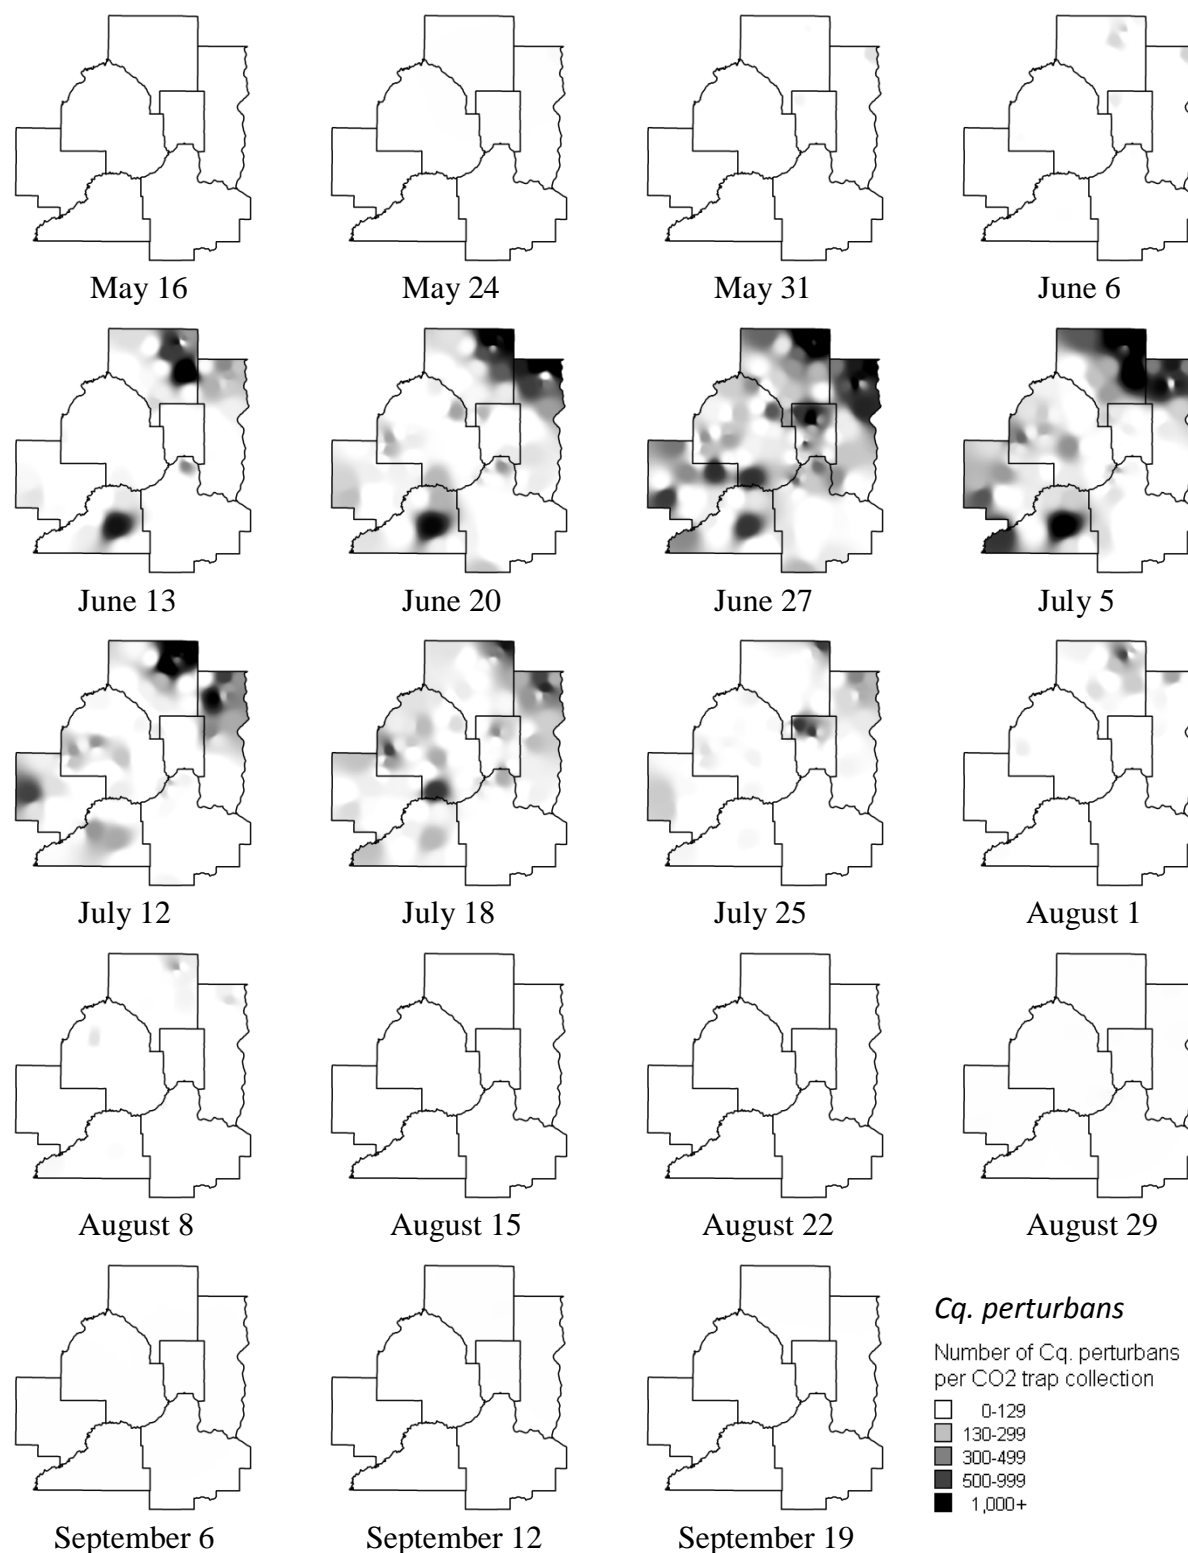 May 16
May 24
May 31
June 6
June 13
June 20
June 27
July 5
July 12
July 18
July 25
August 1
August 8
August 15
August 22
August 29
September 6
September 12
September 19
Cq. perturbans
Number of Cq. perturbans
per CO2 trap collection
0-129
130-299
300-499
500-999
1,000+